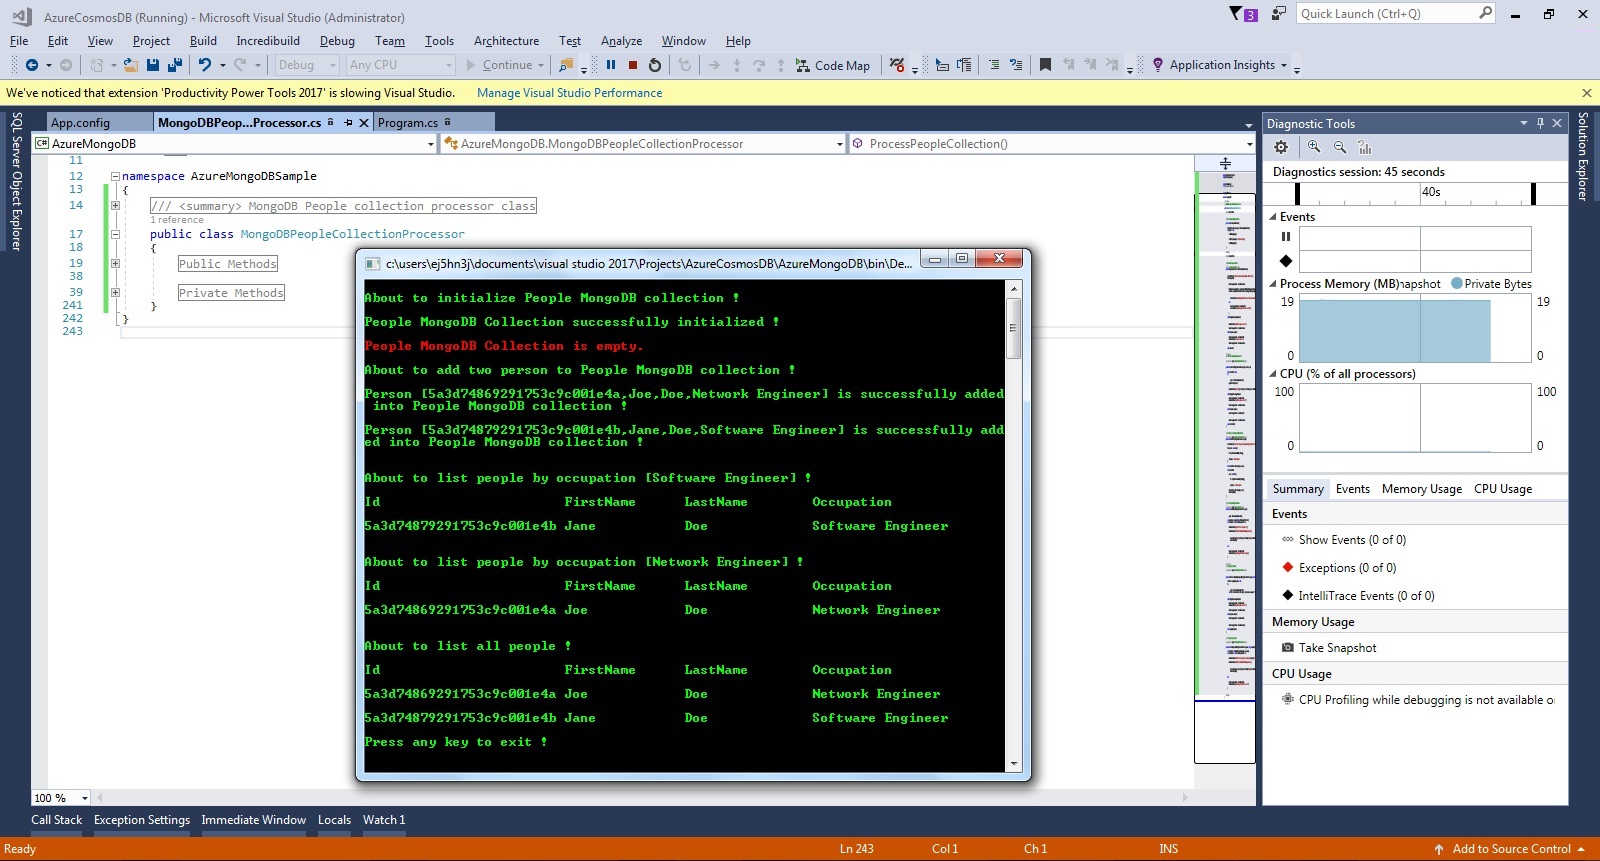 AzureCosmosDB (Running) - Microsoft Visual Studio (Administrator)
3
Quick Launch (Ctrl+Q)
File Edit View Project Build Incredibuild Debug Team Tools Architecture Test Analyze Window Help
Debug Any CPU Continue Code Map Application Insights
We've noticed that extension 'Productivity Power Tools 2017' is slowing Visual Studio. Manage Visual Studio Performance
SQL Server Object Explorer
App.config MongoDBPeop...Processor.cs Program.cs
C# AzureMongoDB AzureMongoDB.MongoDBPeopleCollectionProcessor ProcessPeopleCollection()
11
12 namespace AzureMongoDBSample
13 {
14 /// <summary> MongoDB People collection processor class
1 reference
17 public class MongoDBPeopleCollectionProcessor
18 {
19 Public Methods
38
39 Private Methods
241 }
242 }
243
c:\users\ej5hn3j\documents\visual studio 2017\Projects\AzureCosmosDB\AzureMongoDB\bin\De...
About to initialize People MongoDB collection !
People MongoDB Collection successfully initialized !
People MongoDB Collection is empty.
About to add two person to People MongoDB collection !
Person [5a3d74869291753c9c001e4a,Joe,Doe,Network Engineer] is successfully added
into People MongoDB collection !
Person [5a3d74879291753c9c001e4b,Jane,Doe,Software Engineer] is successfully add
ed into People MongoDB collection !
About to list people by occupation [Software Engineer] !
Id FirstName LastName Occupation
5a3d74879291753c9c001e4b Jane Doe Software Engineer
About to list people by occupation [Network Engineer] !
Id FirstName LastName Occupation
5a3d74869291753c9c001e4a Joe Doe Network Engineer
About to list all people !
Id FirstName LastName Occupation
5a3d74869291753c9c001e4a Joe Doe Network Engineer
5a3d74879291753c9c001e4b Jane Doe Software Engineer
Press any key to exit !
Diagnostic Tools
Diagnostics session: 45 seconds
40s
Events
Process Memory (MB) napshot Private Bytes
19 19
0 0
CPU (% of all processors)
100 100
0 0
Summary Events Memory Usage CPU Usage
Events
Show Events (0 of 0)
Exceptions (0 of 0)
IntelliTrace Events (0 of 0)
Memory Usage
Take Snapshot
CPU Usage
CPU Profiling while debugging is not available o
Solution Explorer
100 %
Call Stack Exception Settings Immediate Window Locals Watch 1
Ready Ln 243 Col 1 Ch 1 INS Add to Source Control